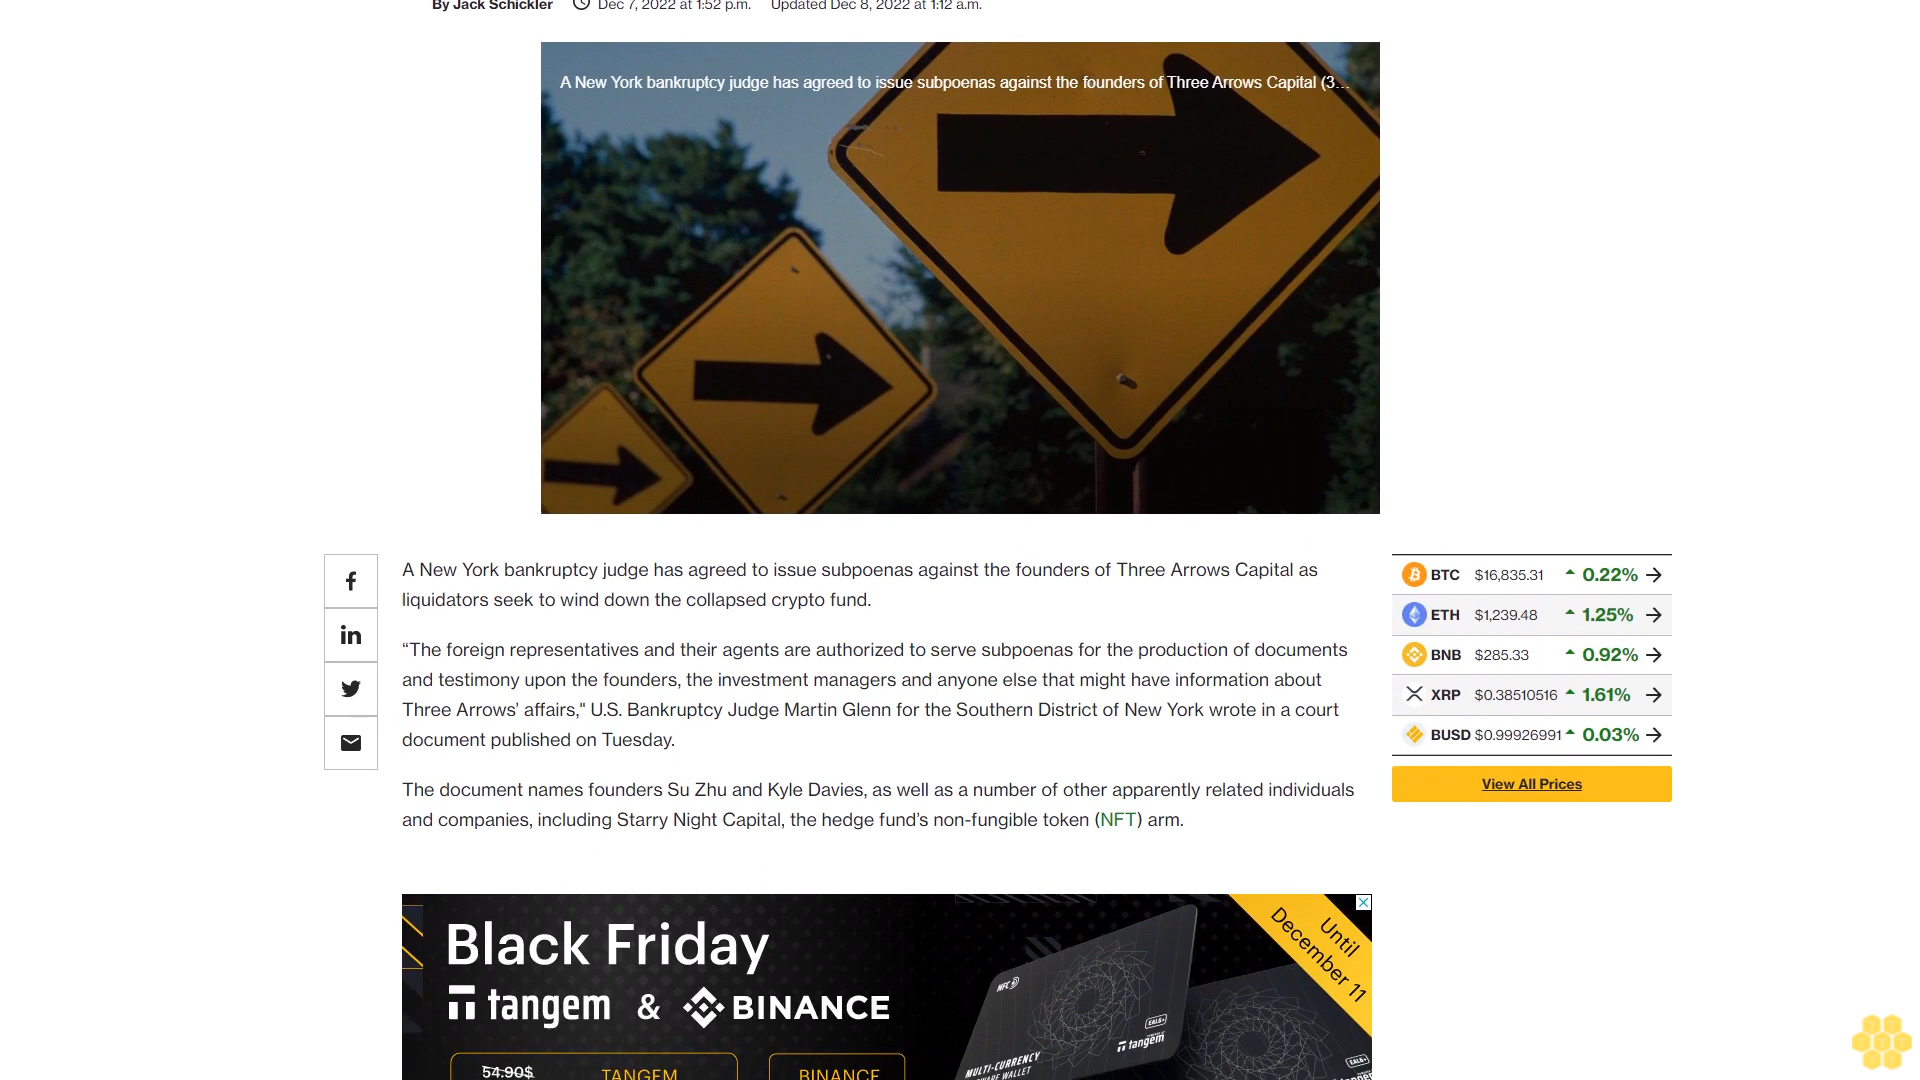 By Jack Schickler Dec 7, 2022 at 1:52 p.m. Updated Dec 8, 2022 at 1:12 a.m.
A New York bankruptcy judge has agreed to issue subpoenas against the founders of Three Arrows Capital (3...
A New York bankruptcy judge has agreed to issue subpoenas against the founders of Three Arrows Capital as
liquidators seek to wind down the collapsed crypto fund.
“The foreign representatives and their agents are authorized to serve subpoenas for the production of documents
and testimony upon the founders, the investment managers and anyone else that might have information about
Three Arrows’ affairs," U.S. Bankruptcy Judge Martin Glenn for the Southern District of New York wrote in a court
document published on Tuesday.
The document names founders Su Zhu and Kyle Davies, as well as a number of other apparently related individuals
and companies, including Starry Night Capital, the hedge fund’s non-fungible token (NFT) arm.
BTC $16,835.31 0.22%
ETH $1,239.48 1.25%
BNB $285.33 0.92%
XRP $0.38510516 1.61%
BUSD $0.99926991 0.03%
View All Prices
Black Friday
tangem & BINANCE
54.90$ TANGEM BINANCE
Until
December 11
NFC
EAL6+
tangem
MULTI-CURRENCY
WALLET
EAL6+